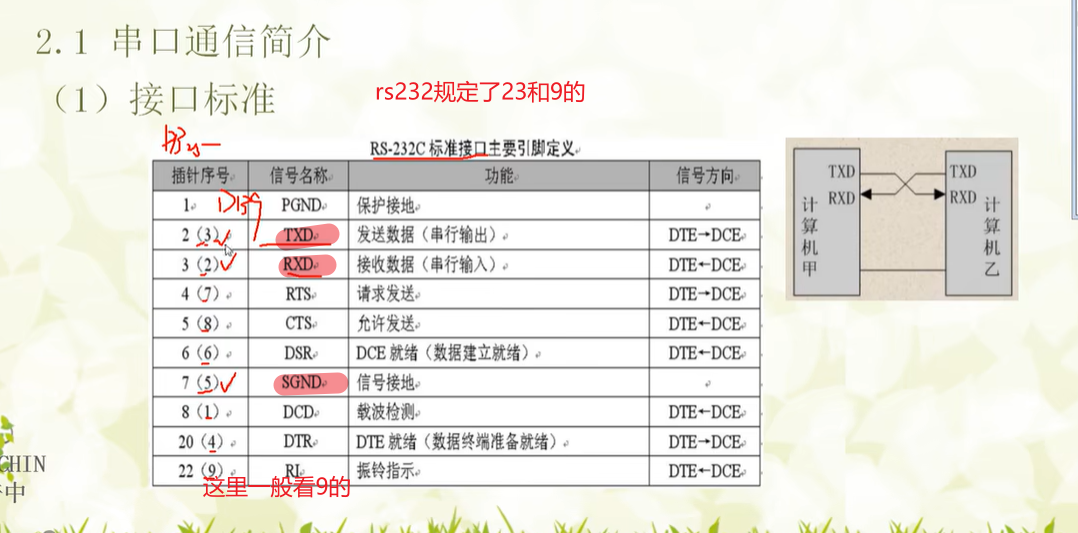 2.1 串口通信简介
（1）接口标准
rs232规定了23和9的
RS-232C 标准接口主要引脚定义
插针序号 信号名称 功能 信号方向
1 PGND 保护接地
2（3） TXD 发送数据（串行输出） DTE→DCE
3（2） RXD 接收数据（串行输入） DTE←DCE
4（7） RTS 请求发送 DTE→DCE
5（8） CTS 允许发送 DTE←DCE
6（6） DSR DCE 就绪（数据建立就绪） DTE←DCE
7（5） SGND 信号接地
8（1） DCD 载波检测 DTE←DCE
20（4） DTR DTE 就绪（数据终端准备就绪） DTE→DCE
22（9） RI 振铃指示 DTE←DCE
这里一般看9的
DB9
TXD TXD
RXD RXD
计算机甲
计算机乙
CHIN
中